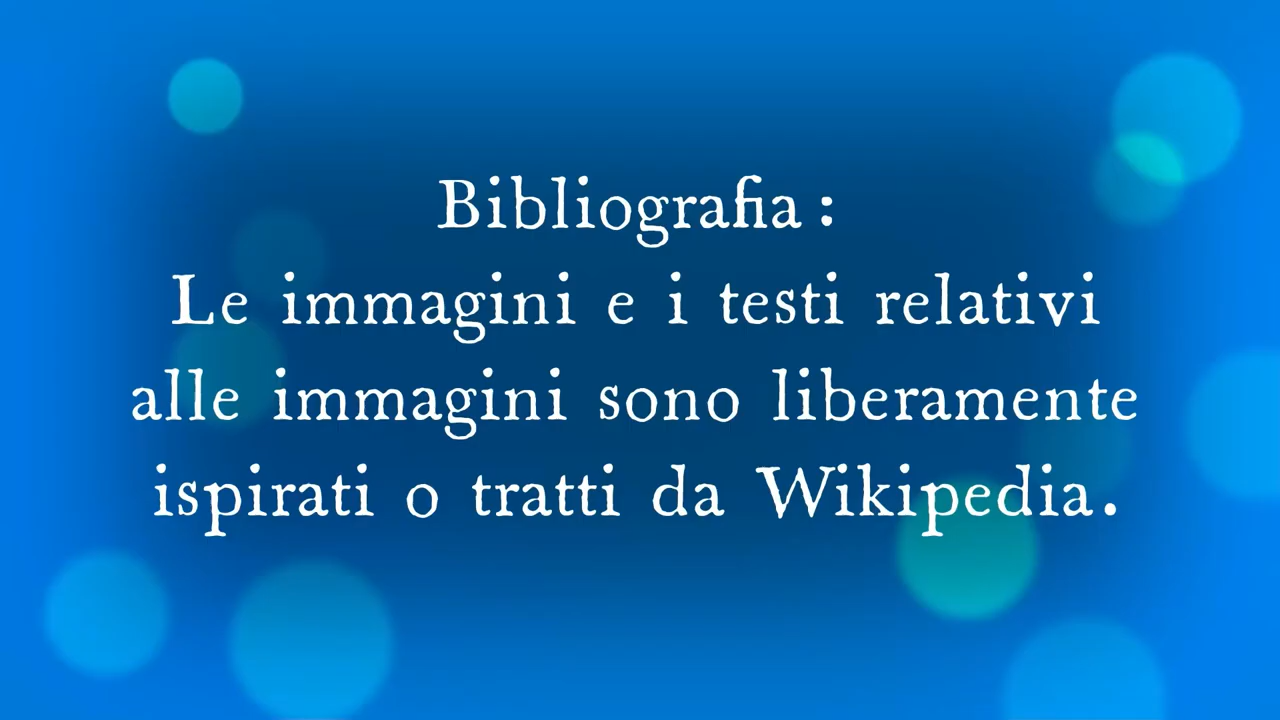 Bibliografia :
Le immagini e i testi relativi
alle immagini sono liberamente
ispirati o tratti da Wikipedia.